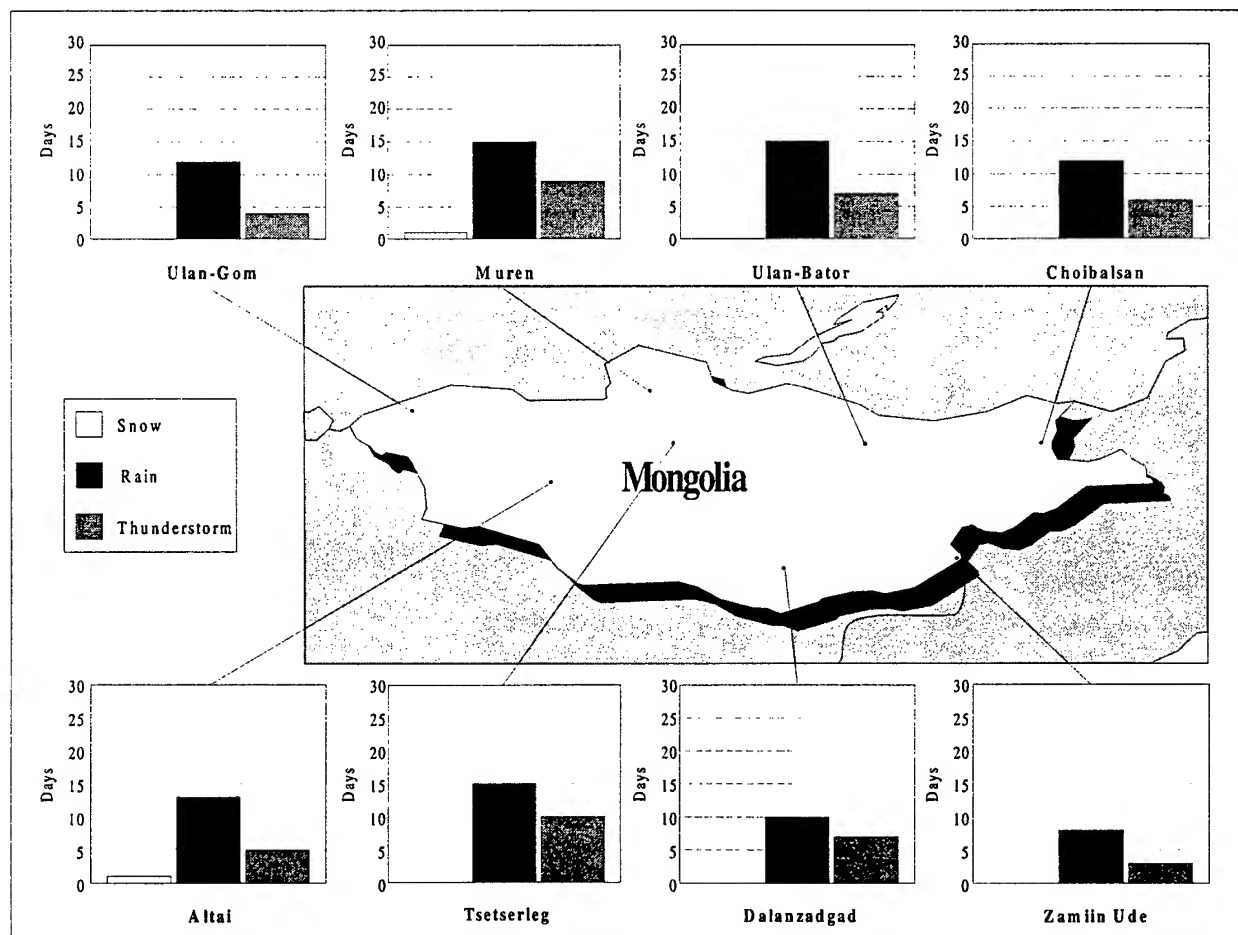 30 30 30 30
25 25 25 25
20 20 20 20
15 15 15 15
10 10 10 10
5 5 5 5
0 0 0 0
Days Days Days Days
Ulan-Gom Muren Ulan-Bator Choibalsan
Snow
Rain
Thunderstorm
Mongolia
30 30 30 30
25 25 25 25
20 20 20 20
15 15 15 15
10 10 10 10
5 5 5 5
0 0 0 0
Days Days Days Days
Altai Tsetserleg Dalanzadgad Zamiin Ude